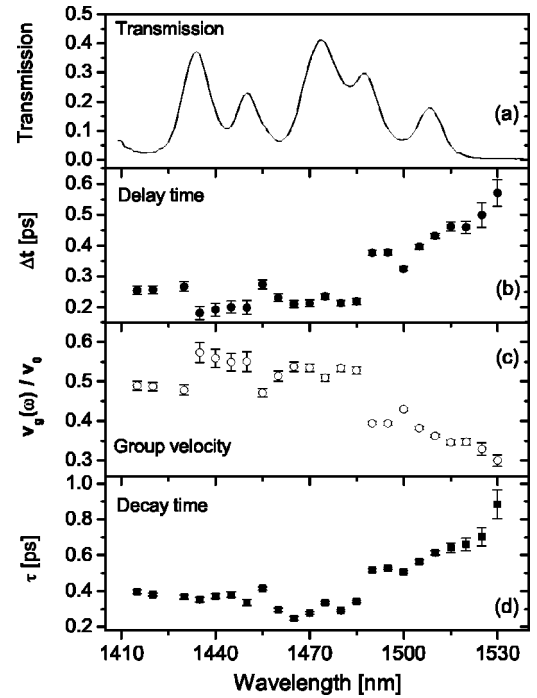 Transmission
0.5
0.4
0.3
0.2
0.1
0.0
Transmission
(a)
Delay time
0.6
0.5
0.4
0.3
0.2
Δt [ps]
(b)
(c)
0.6
0.5
0.4
0.3
v_g(ω) / v_0
Group velocity
Decay time
1.0
0.8
0.6
0.4
0.2
τ [ps]
(d)
1410 1440 1470 1500 1530
Wavelength [nm]